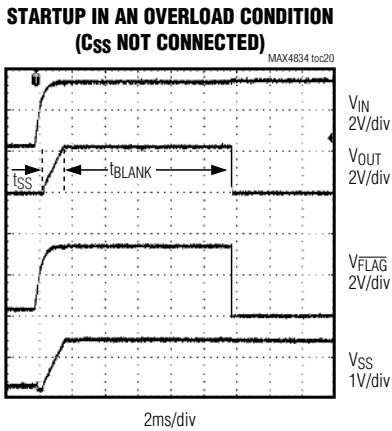 STARTUP IN AN OVERLOAD CONDITION
(CSS NOT CONNECTED)
MAX4834 toc20
VIN
2V/div
VOUT
2V/div
tSS
tBLANK
VFLAG
2V/div
VSS
1V/div
2ms/div